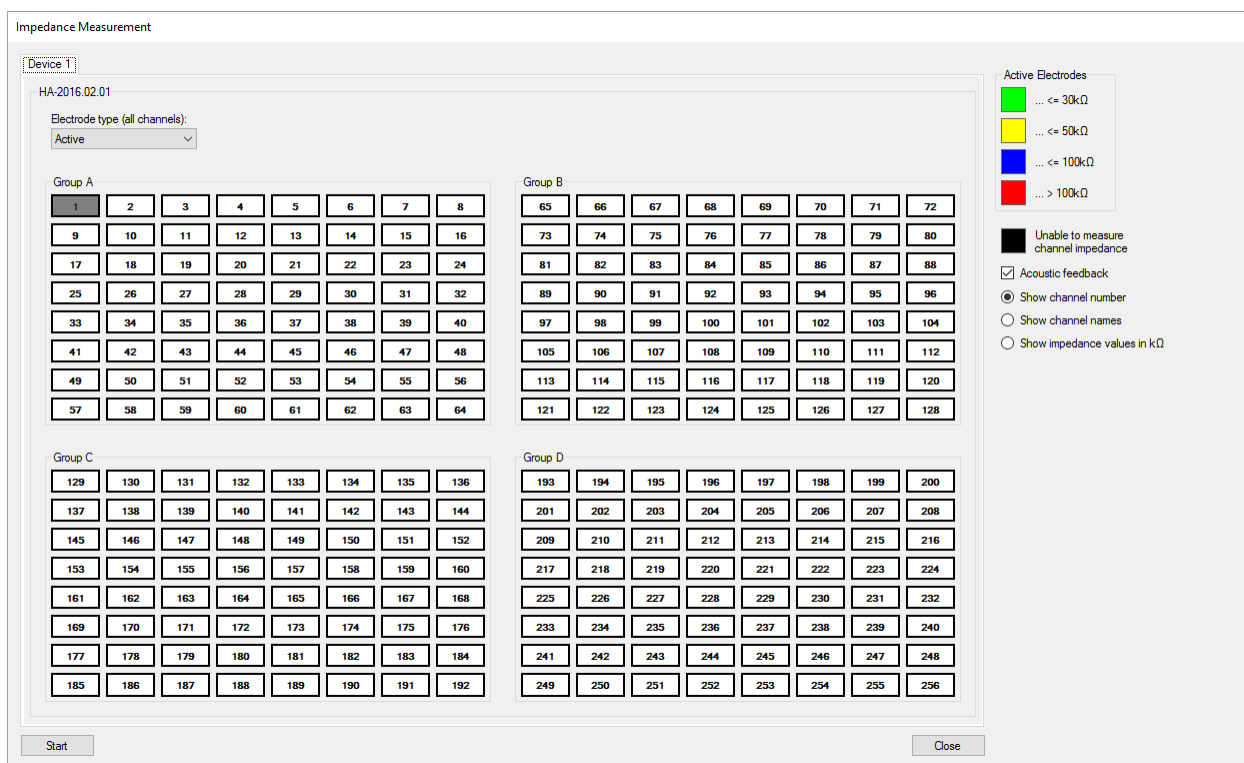 Impedance Measurement
Device 1
HA-2016.02.01
Electrode type (all channels):
Active
Group A
1 2 3 4 5 6 7 8
9 10 11 12 13 14 15 16
17 18 19 20 21 22 23 24
25 26 27 28 29 30 31 32
33 34 35 36 37 38 39 40
41 42 43 44 45 46 47 48
49 50 51 52 53 54 55 56
57 58 59 60 61 62 63 64
Group B
65 66 67 68 69 70 71 72
73 74 75 76 77 78 79 80
81 82 83 84 85 86 87 88
89 90 91 92 93 94 95 96
97 98 99 100 101 102 103 104
105 106 107 108 109 110 111 112
113 114 115 116 117 118 119 120
121 122 123 124 125 126 127 128
Group C
129 130 131 132 133 134 135 136
137 138 139 140 141 142 143 144
145 146 147 148 149 150 151 152
153 154 155 156 157 158 159 160
161 162 163 164 165 166 167 168
169 170 171 172 173 174 175 176
177 178 179 180 181 182 183 184
185 186 187 188 189 190 191 192
Group D
193 194 195 196 197 198 199 200
201 202 203 204 205 206 207 208
209 210 211 212 213 214 215 216
217 218 219 220 221 222 223 224
225 226 227 228 229 230 231 232
233 234 235 236 237 238 239 240
241 242 243 244 245 246 247 248
249 250 251 252 253 254 255 256
Active Electrodes
... <= 30kΩ
... <= 50kΩ
... <= 100kΩ
... > 100kΩ
Unable to measure
channel impedance
Acoustic feedback
Show channel number
Show channel names
Show impedance values in kΩ
Start
Close